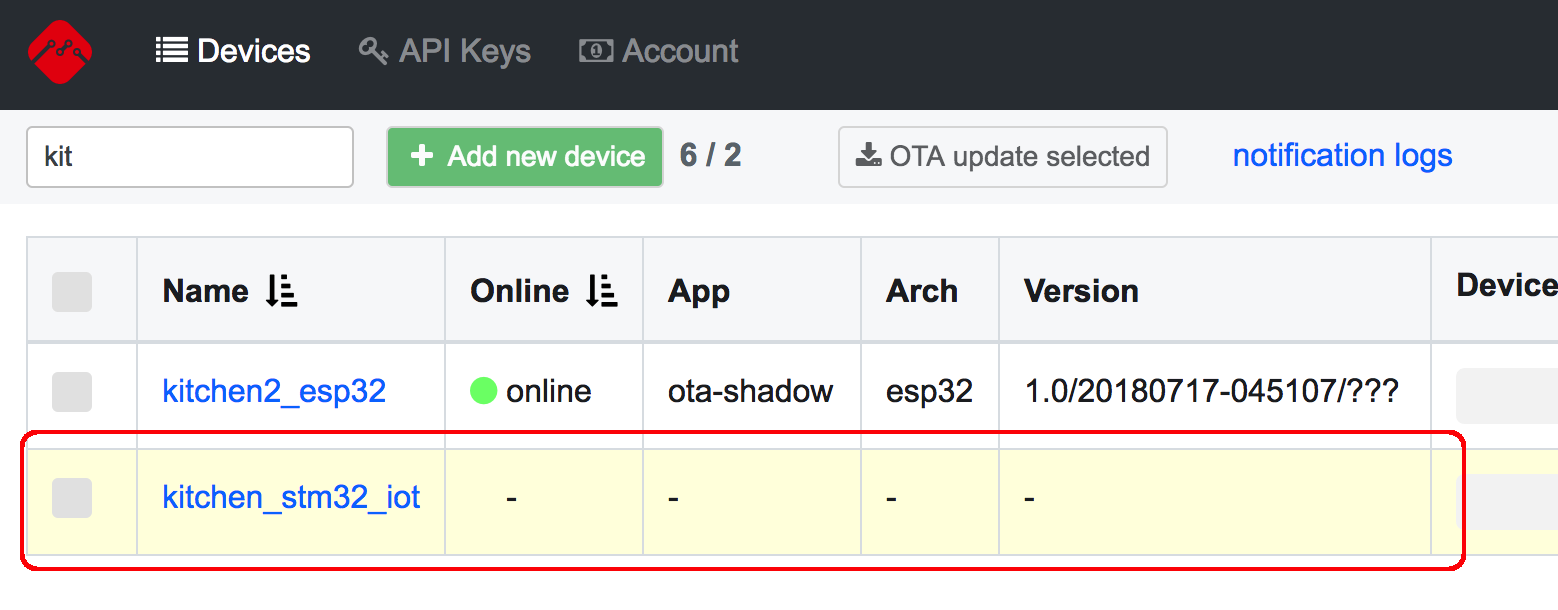 Devices API Keys Account
kit + Add new device 6 / 2 OTA update selected notification logs
Name Online App Arch Version Device
kitchen2_esp32 online ota-shadow esp32 1.0/20180717-045107/???
kitchen_stm32_iot - - - -